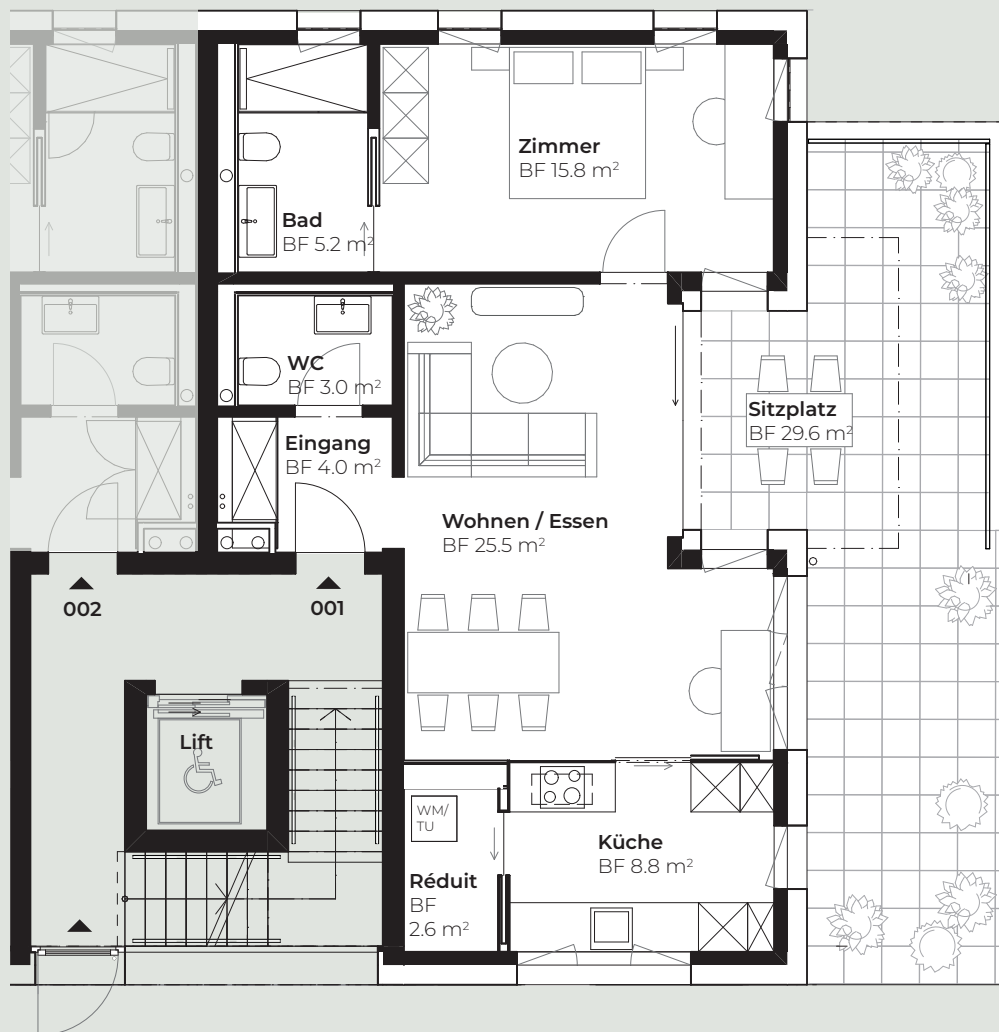 Zimmer
BF 15.8 m²
Bad
BF 5.2 m²
WC
BF 3.0 m²
Sitzplatz
BF 29.6 m²
Eingang
BF 4.0 m²
Wohnen / Essen
BF 25.5 m²
002
001
Lift
WM/
TU
Küche
BF 8.8 m²
Réduit
BF
2.6 m²